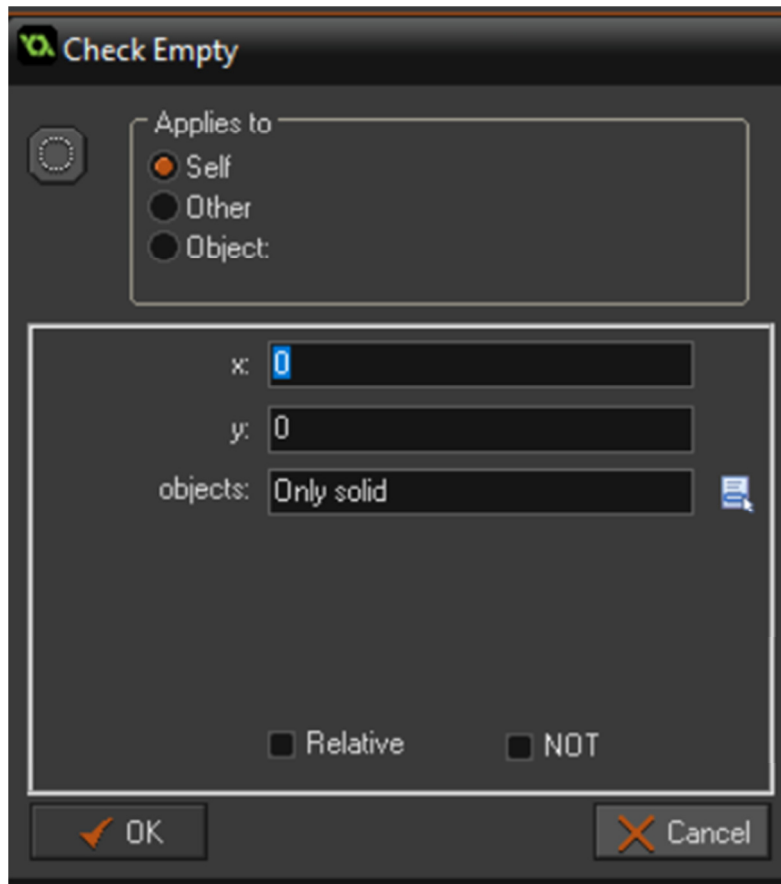 Check Empty
Applies to
Self
Other
Object:
x: 0
y: 0
objects: Only solid
Relative NOT
OK Cancel